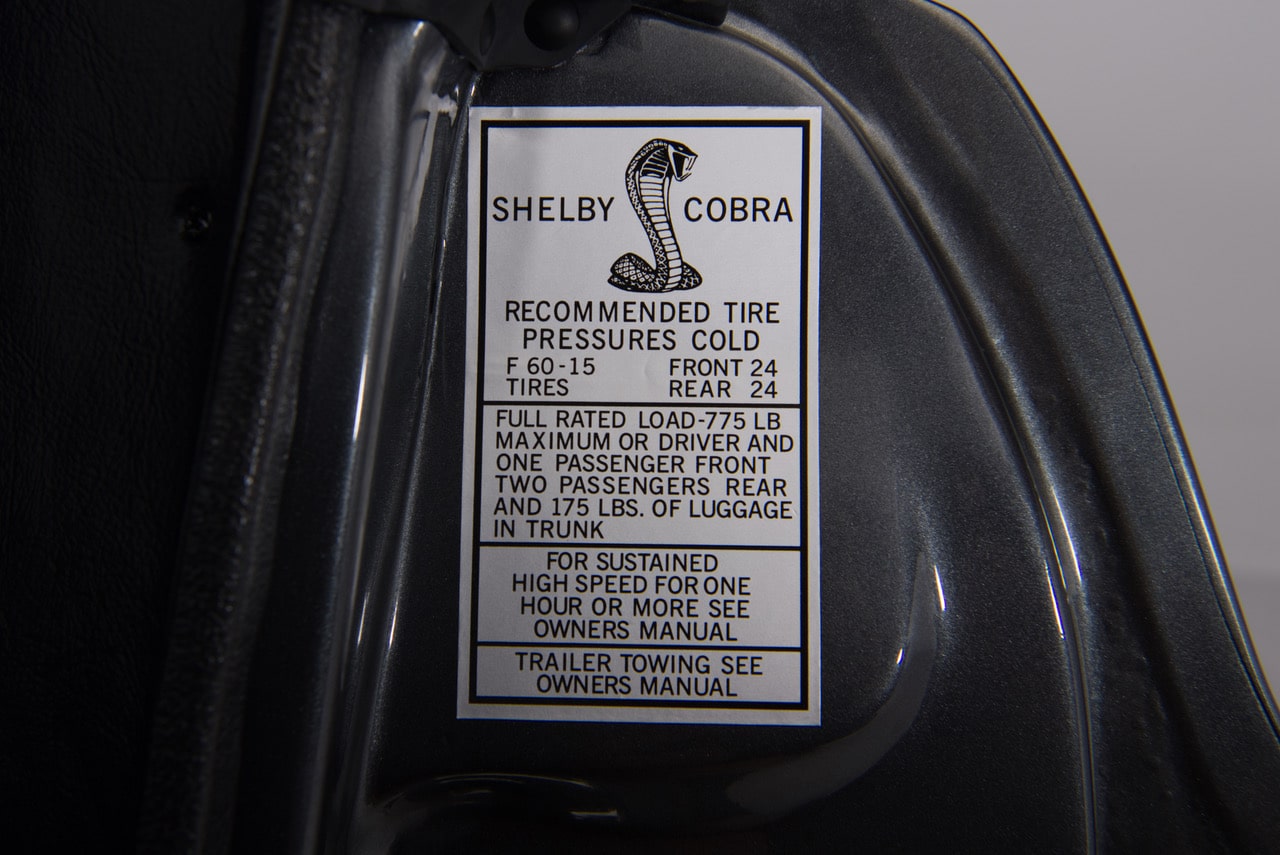 SHELBY COBRA
RECOMMENDED TIRE
PRESSURES COLD
F 60-15 FRONT 24
TIRES REAR 24
FULL RATED LOAD-775 LB
MAXIMUM OR DRIVER AND
ONE PASSENGER FRONT
TWO PASSENGERS REAR
AND 175 LBS. OF LUGGAGE
IN TRUNK
FOR SUSTAINED
HIGH SPEED FOR ONE
HOUR OR MORE SEE
OWNERS MANUAL
TRAILER TOWING SEE
OWNERS MANUAL